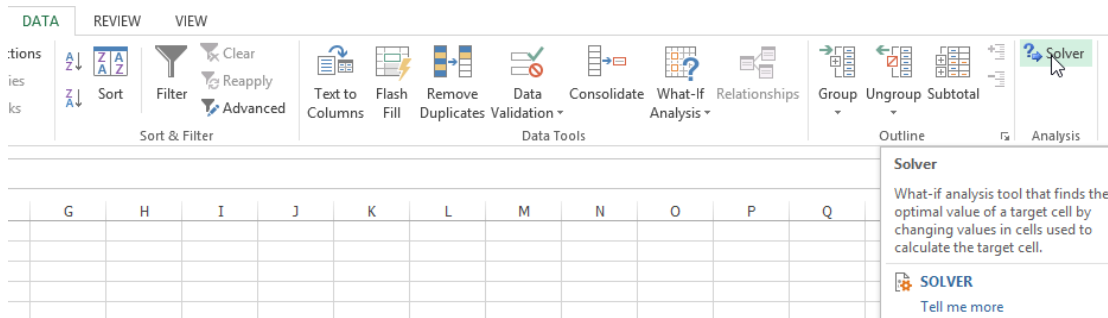 DATA REVIEW VIEW
ctions Clear Solver
ies Reapply
ks Sort Filter Advanced Text to Flash Remove Data Consolidate What-If Relationships Group Ungroup Subtotal
Columns Fill Duplicates Validation Analysis
Sort & Filter Data Tools Outline Analysis
Solver
What-if analysis tool that finds the
optimal value of a target cell by
changing values in cells used to
calculate the target cell.
G H I J K L M N O P Q
SOLVER
Tell me more